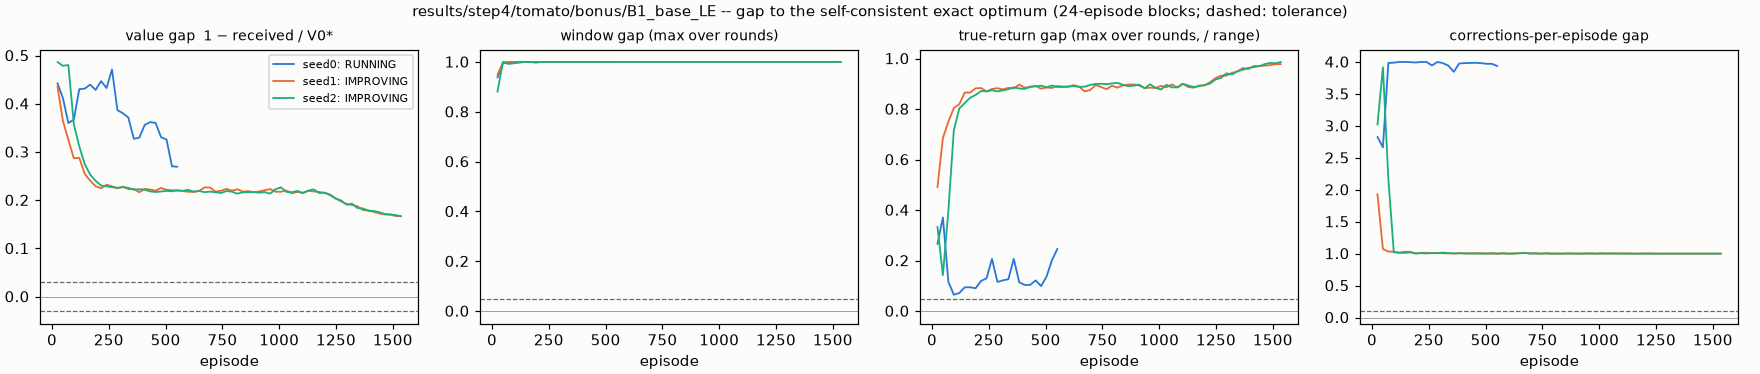 results/step4/tomato/bonus/B1_base_LE -- gap to the self-consistent exact optimum (24-episode blocks; dashed: tolerance)
value gap 1 − received / V0*
0.5
0.4
0.3
0.2
0.1
0.0
seed0: RUNNING
seed1: IMPROVING
seed2: IMPROVING
0 250 500 750 1000 1250 1500
episode
window gap (max over rounds)
1.0
0.8
0.6
0.4
0.2
0.0
0 250 500 750 1000 1250 1500
episode
true-return gap (max over rounds, / range)
1.0
0.8
0.6
0.4
0.2
0.0
0 250 500 750 1000 1250 1500
episode
corrections-per-episode gap
4.0
3.5
3.0
2.5
2.0
1.5
1.0
0.5
0.0
0 250 500 750 1000 1250 1500
episode